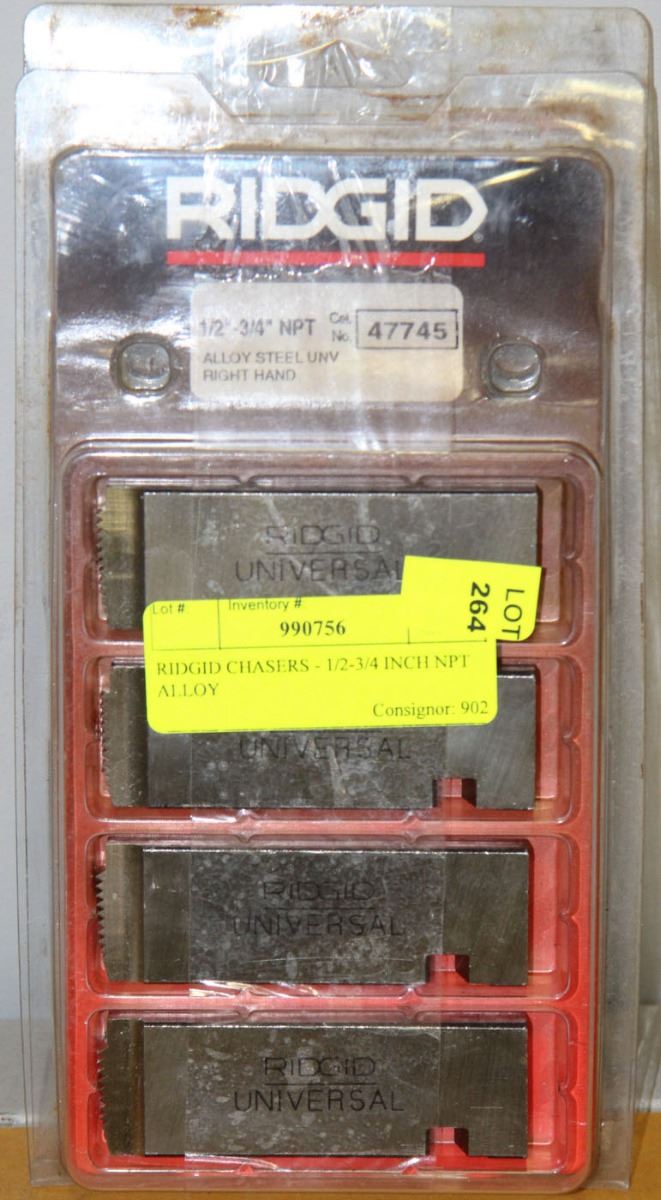 RIDGID
1/2"-3/4" NPT Cat. No. 47745
ALLOY STEEL UNV
RIGHT HAND
RIDGID
UNIVERSAL
LOT
264
Lot # Inventory #
990756
RIDGID CHASERS - 1/2-3/4 INCH NPT
ALLOY
Consignor: 902
UNIVERSAL
RIDGID
UNIVERSAL
RIDGID
UNIVERSAL